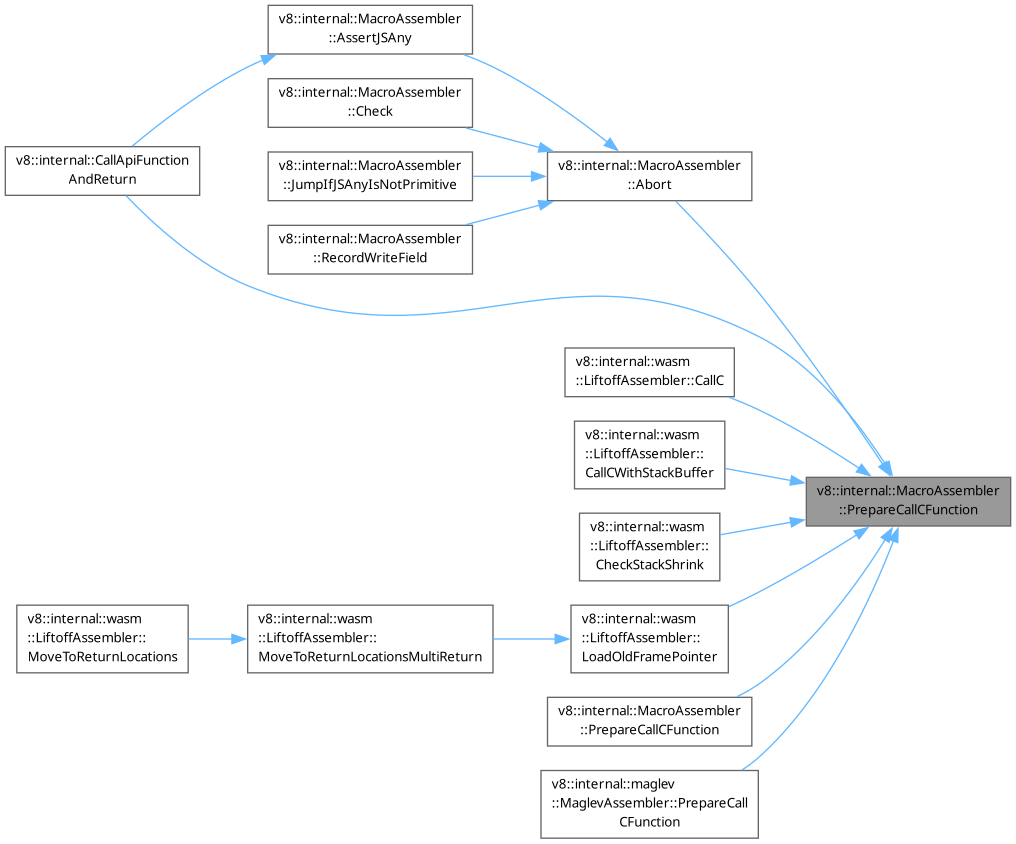 v8::internal::MacroAssembler
::AssertJSAny
v8::internal::MacroAssembler
::Check
v8::internal::CallApiFunction
AndReturn
v8::internal::MacroAssembler
::JumpIfJSAnyIsNotPrimitive
v8::internal::MacroAssembler
::Abort
v8::internal::MacroAssembler
::RecordWriteField
v8::internal::wasm
::LiftoffAssembler::CallC
v8::internal::wasm
::LiftoffAssembler::
CallCWithStackBuffer
v8::internal::MacroAssembler
::PrepareCallCFunction
v8::internal::wasm
::LiftoffAssembler::
CheckStackShrink
v8::internal::wasm
::LiftoffAssembler::
MoveToReturnLocations
v8::internal::wasm
::LiftoffAssembler::
MoveToReturnLocationsMultiReturn
v8::internal::wasm
::LiftoffAssembler::
LoadOldFramePointer
v8::internal::MacroAssembler
::PrepareCallCFunction
v8::internal::maglev
::MaglevAssembler::PrepareCall
CFunction